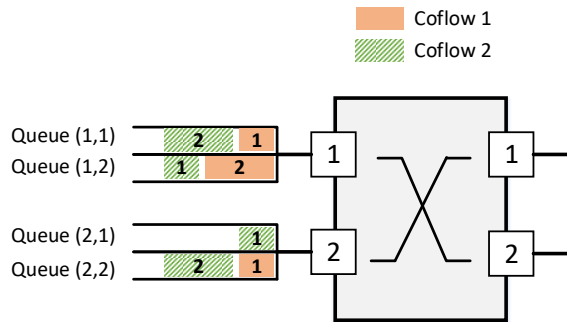 Coflow 1
Coflow 2
Queue (1,1) 2 1
Queue (1,2) 1 2
1 1
Queue (2,1) 1
Queue (2,2) 2 1
2 2